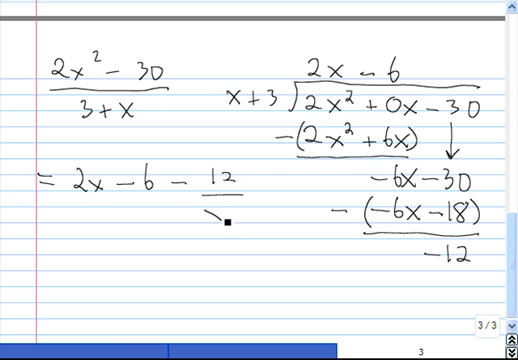 2x² - 30
3 + x
2x - 6
x + 3 ) 2x² + 0x - 30
-(2x² + 6x)
= 2x - 6 - 12
-6x - 30
- (-6x - 18)
-12
3 / 3
3